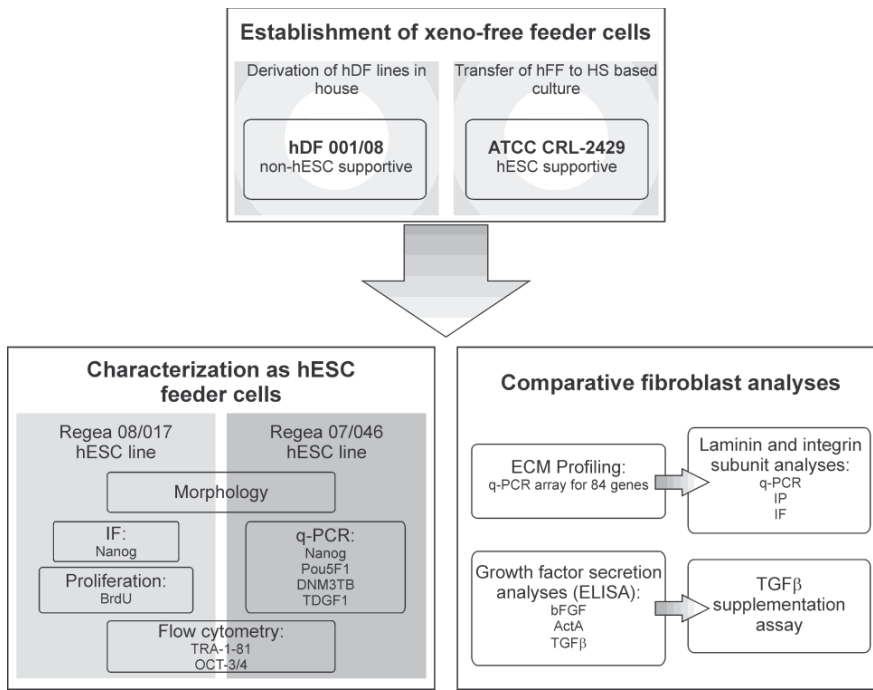 Establishment of xeno-free feeder cells
Derivation of hDF lines in
house
hDF 001/08
non-hESC supportive
Transfer of hFF to HS based
culture
ATCC CRL-2429
hESC supportive
Characterization as hESC
feeder cells
Regea 08/017
hESC line
Regea 07/046
hESC line
Morphology
IF:
Nanog
Proliferation:
BrdU
q-PCR:
Nanog
Pou5F1
DNM3TB
TDGF1
Flow cytometry:
TRA-1-81
OCT-3/4
Comparative fibroblast analyses
ECM Profiling:
q-PCR array for 84 genes
Laminin and integrin
subunit analyses:
q-PCR
IP
IF
Growth factor secretion
analyses (ELISA):
bFGF
ActA
TGFβ
TGFβ
supplementation
assay